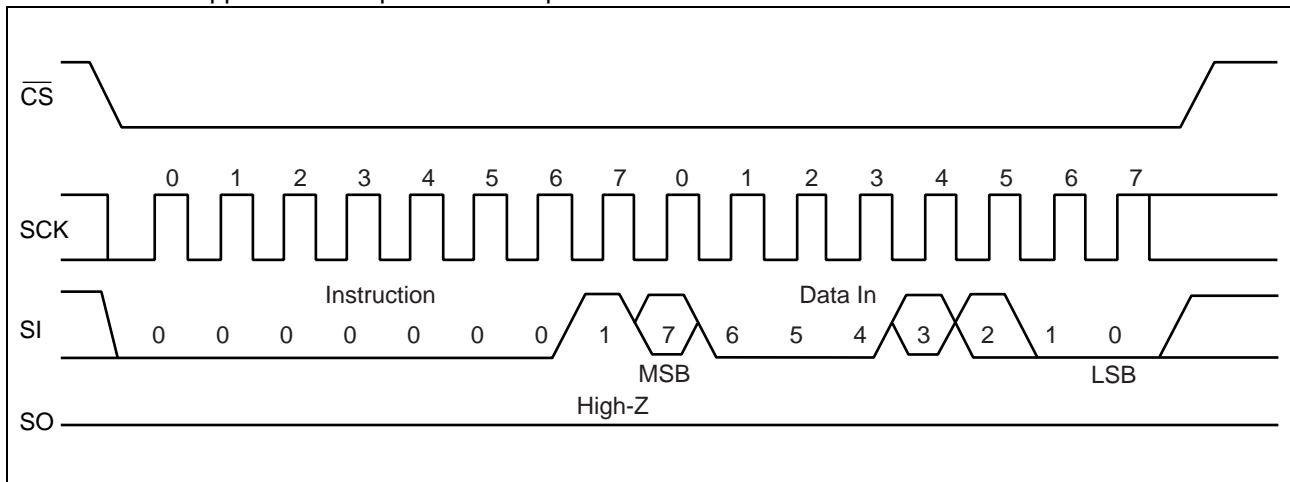 CS
0 1 2 3 4 5 6 7 0 1 2 3 4 5 6 7
SCK
Instruction Data In
SI
0 0 0 0 0 0 0 1 7 6 5 4 3 2 1 0
MSB LSB
High-Z
SO